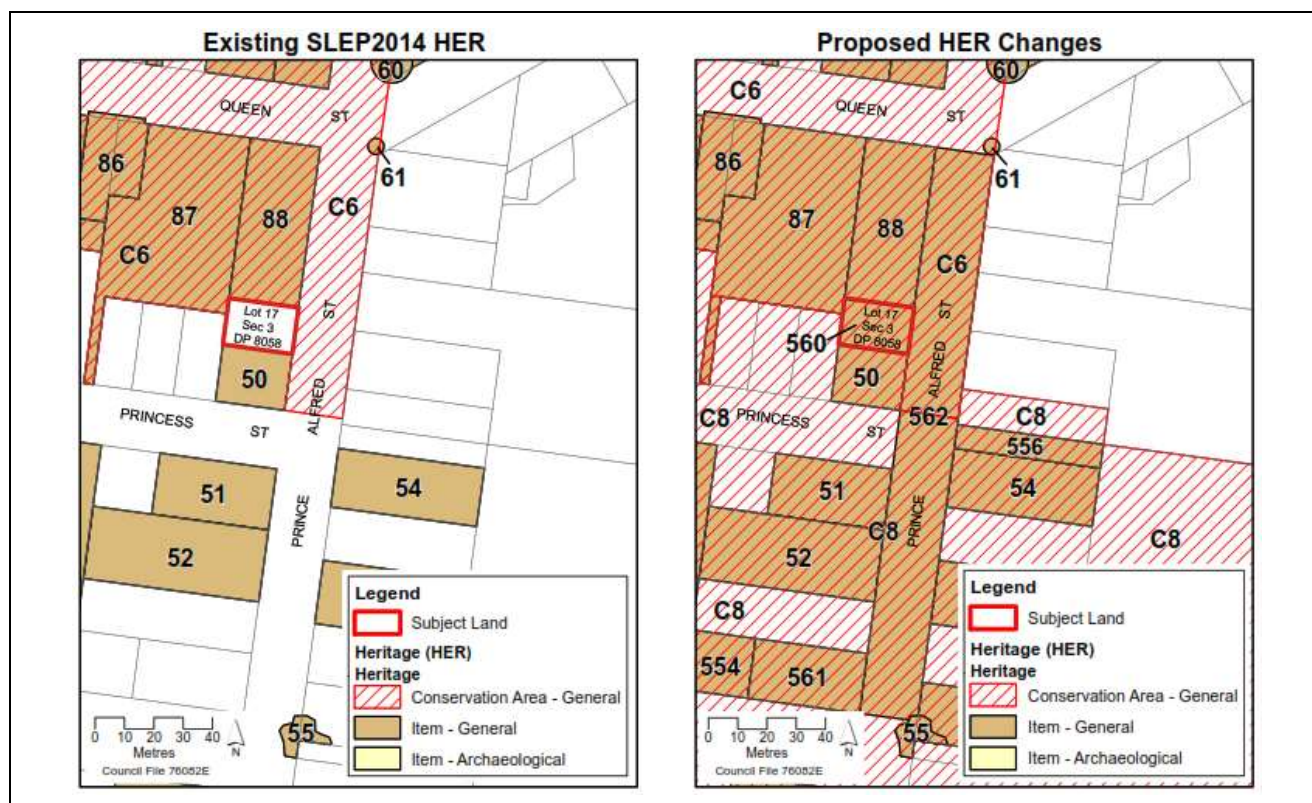 Existing SLEP2014 HER
60
QUEEN ST
86
61
87
88
C6
C6
Lot 17
Sec 3
DP 8058
50
ST
ALFRED
PRINCESS ST
51
54
PRINCE
52
55
Legend
Subject Land
Heritage (HER)
Heritage
Conservation Area - General
Item - General
Item - Archaeological
0 10 20 30 40
Metres
N
Council File 76082E
Proposed HER Changes
60
C6
QUEEN ST
86
61
87
88
C6
Lot 17
Sec 3
DP 8058
560
50
ST
ALFRED
562
C8
C8
PRINCESS ST
556
51
54
PRINCE
C8
52
C8
C8
554
561
55
Legend
Subject Land
Heritage (HER)
Heritage
Conservation Area - General
Item - General
Item - Archaeological
0 10 20 30 40
Metres
N
Council File 76082E